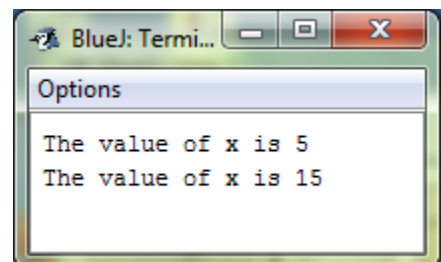 BlueJ: Termi...
Options
The value of x is 5
The value of x is 15